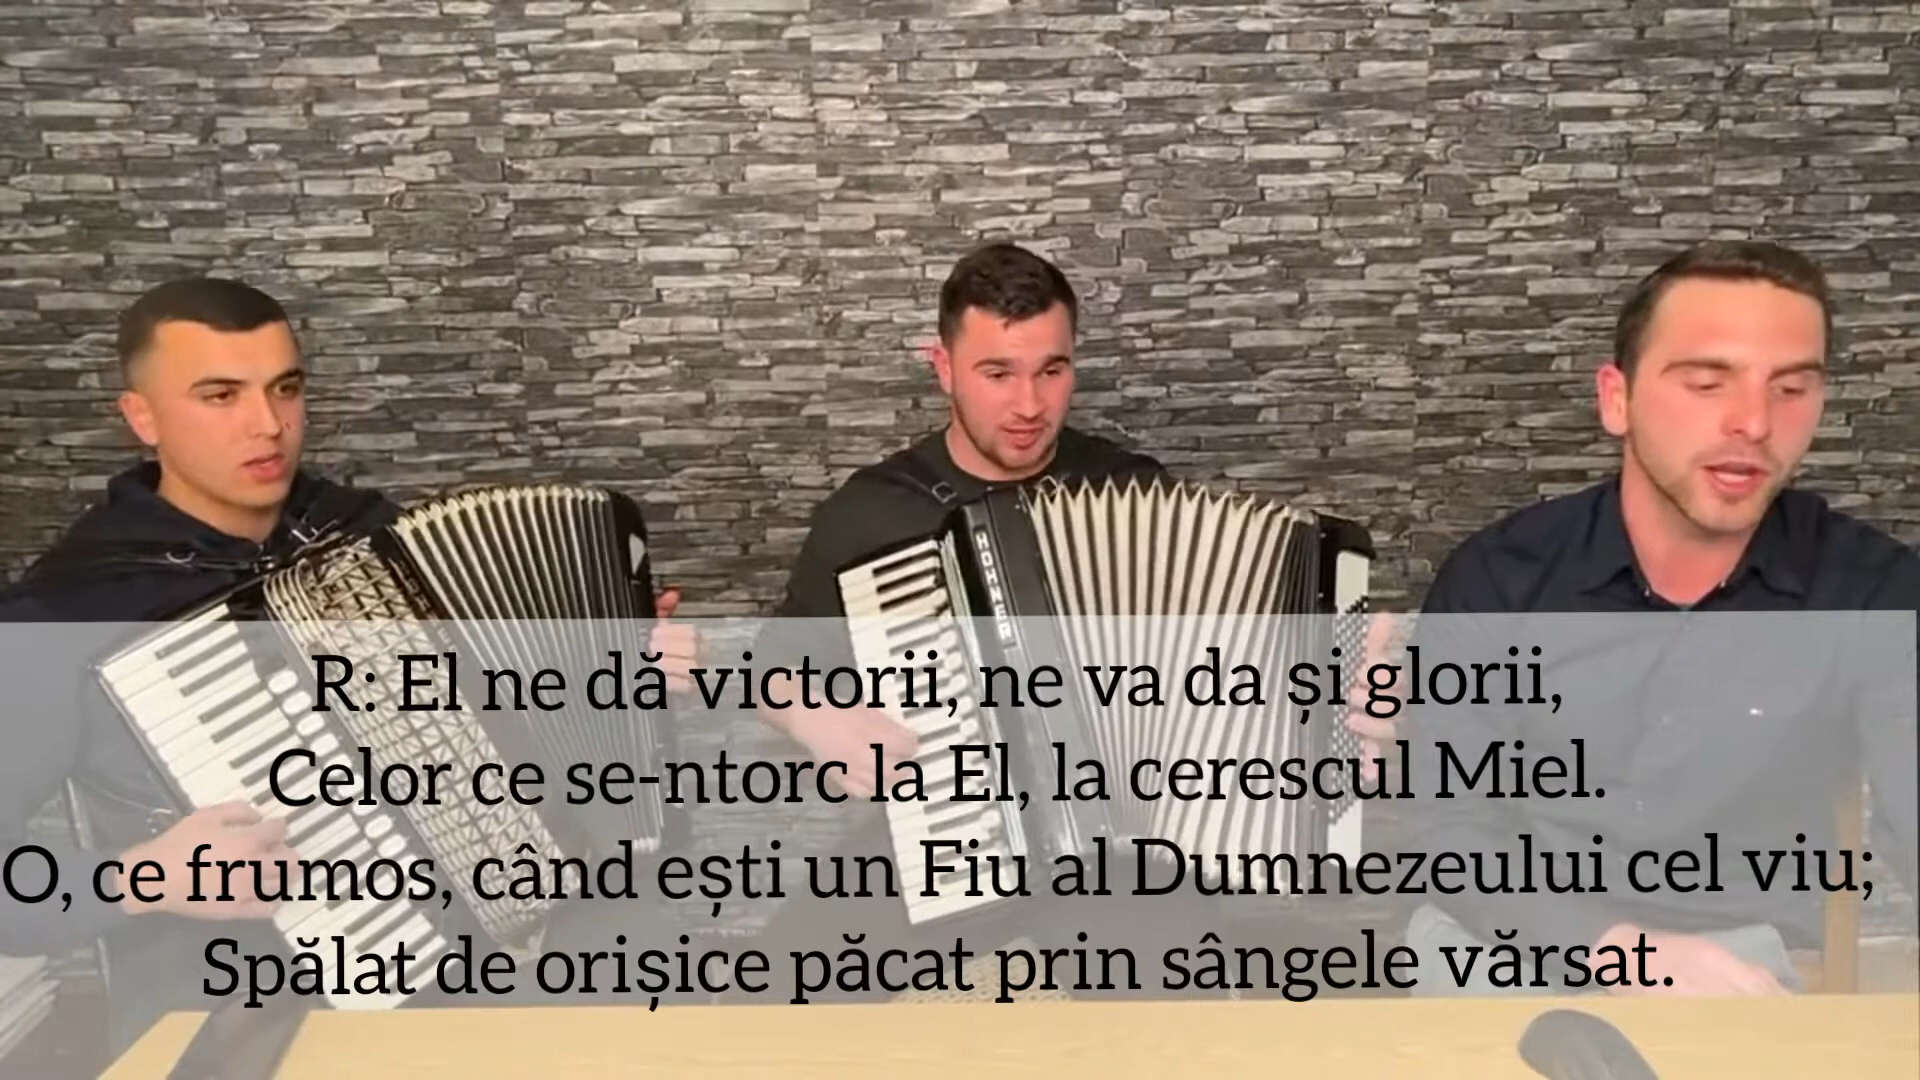 HOHNER
R: El ne dă victorii, ne va da și glorii,
Celor ce se-ntorc la El, la cerescul Miel.
O, ce frumos, când ești un Fiu al Dumnezeului cel viu;
Spălat de orișice păcat prin sângele vărsat.